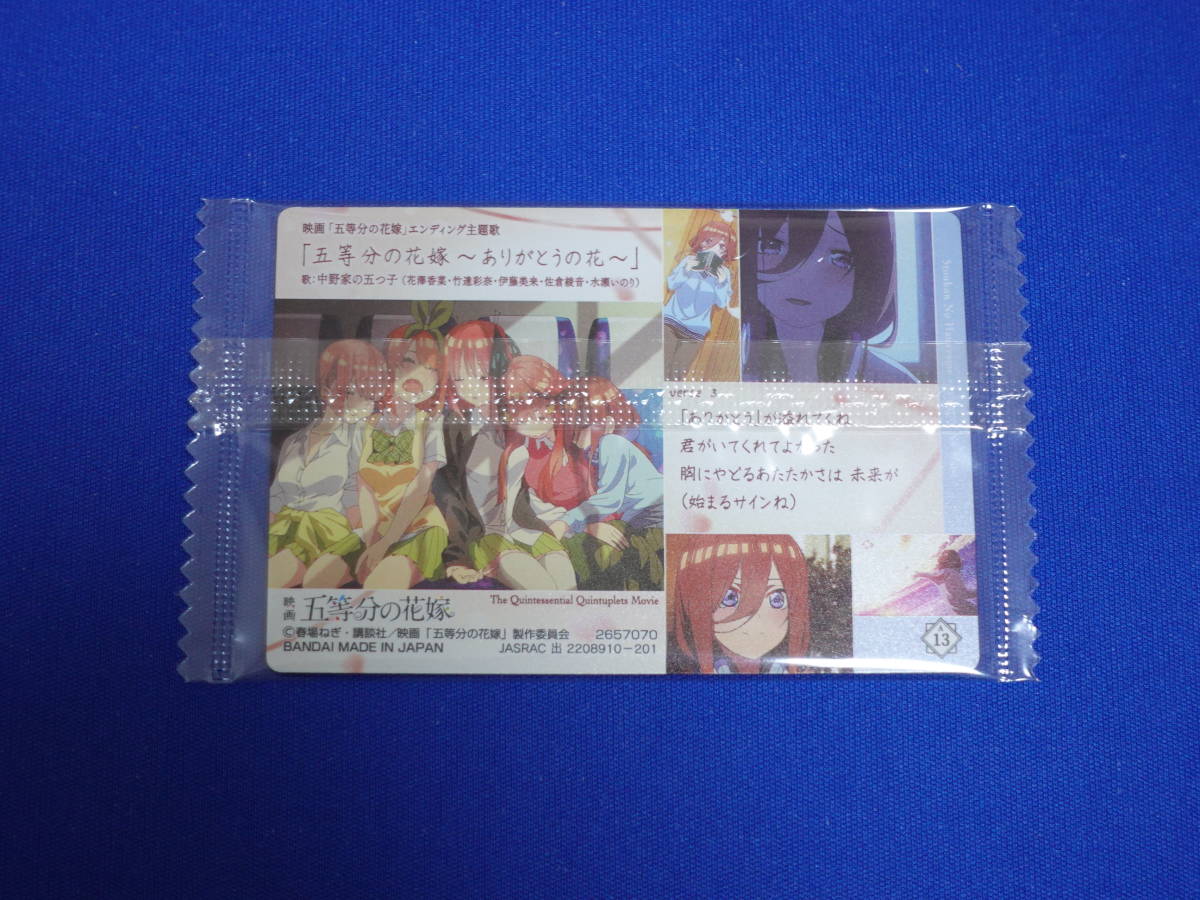 映画「五等分の花嫁」エンディング主題歌
「五等分の花嫁～ありがとうの花～」
歌：中野家の五つ子（花澤香菜・竹達彩奈・伊藤美来・佐倉綾音・水瀬いのり）
verse 3
「ありがとう」が溢れてくね
君がいてくれてよかった
胸にやどるあたたかさは 未来が
（始まるサインね）
映画 五等分の花嫁
The Quintessential Quintuplets Movie
©春場ねぎ・講談社／映画「五等分の花嫁」製作委員会 2657070
BANDAI MADE IN JAPAN JASRAC 出 2208910-201
A
13